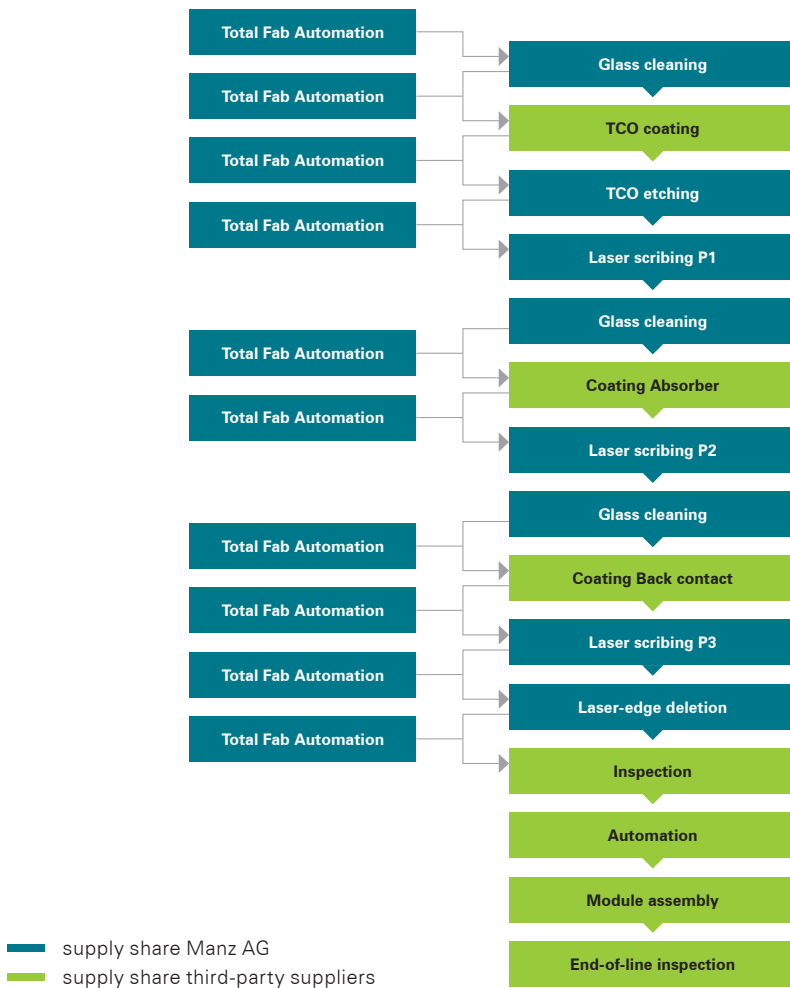 Total Fab Automation
Glass cleaning
Total Fab Automation
TCO coating
Total Fab Automation
TCO etching
Total Fab Automation
Laser scribing P1
Glass cleaning
Total Fab Automation
Coating Absorber
Total Fab Automation
Laser scribing P2
Glass cleaning
Total Fab Automation
Coating Back contact
Total Fab Automation
Laser scribing P3
Total Fab Automation
Laser-edge deletion
Total Fab Automation
Inspection
Automation
Module assembly
End-of-line inspection
supply share Manz AG
supply share third-party suppliers